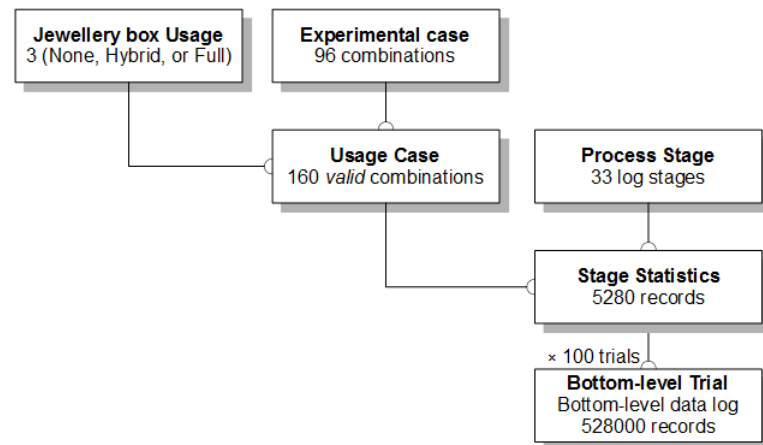 Jewellery box Usage
3 (None, Hybrid, or Full)
Experimental case
96 combinations
Usage Case
160 valid combinations
Process Stage
33 log stages
Stage Statistics
5280 records
× 100 trials
Bottom-level Trial
Bottom-level data log
528000 records